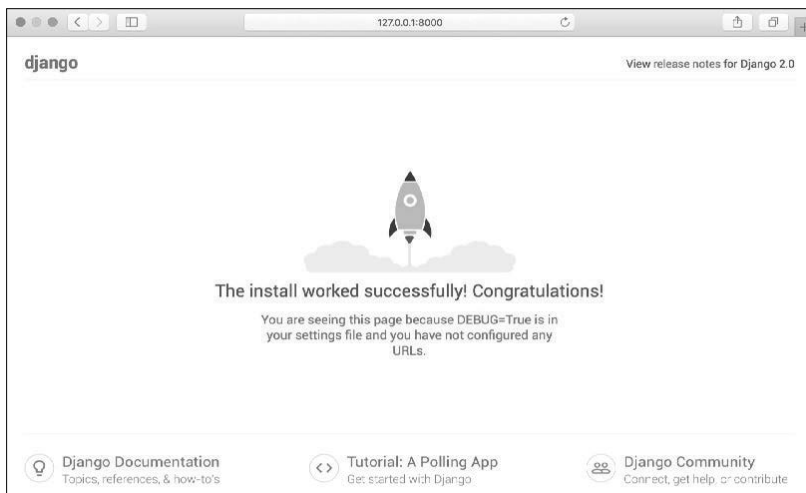 127.0.0.1:8000
django
View release notes for Django 2.0
The install worked successfully! Congratulations!
You are seeing this page because DEBUG=True is in
your settings file and you have not configured any
URLs.
Django Documentation
Topics, references, & how-to's
Tutorial: A Polling App
Get started with Django
Django Community
Connect, get help, or contribute